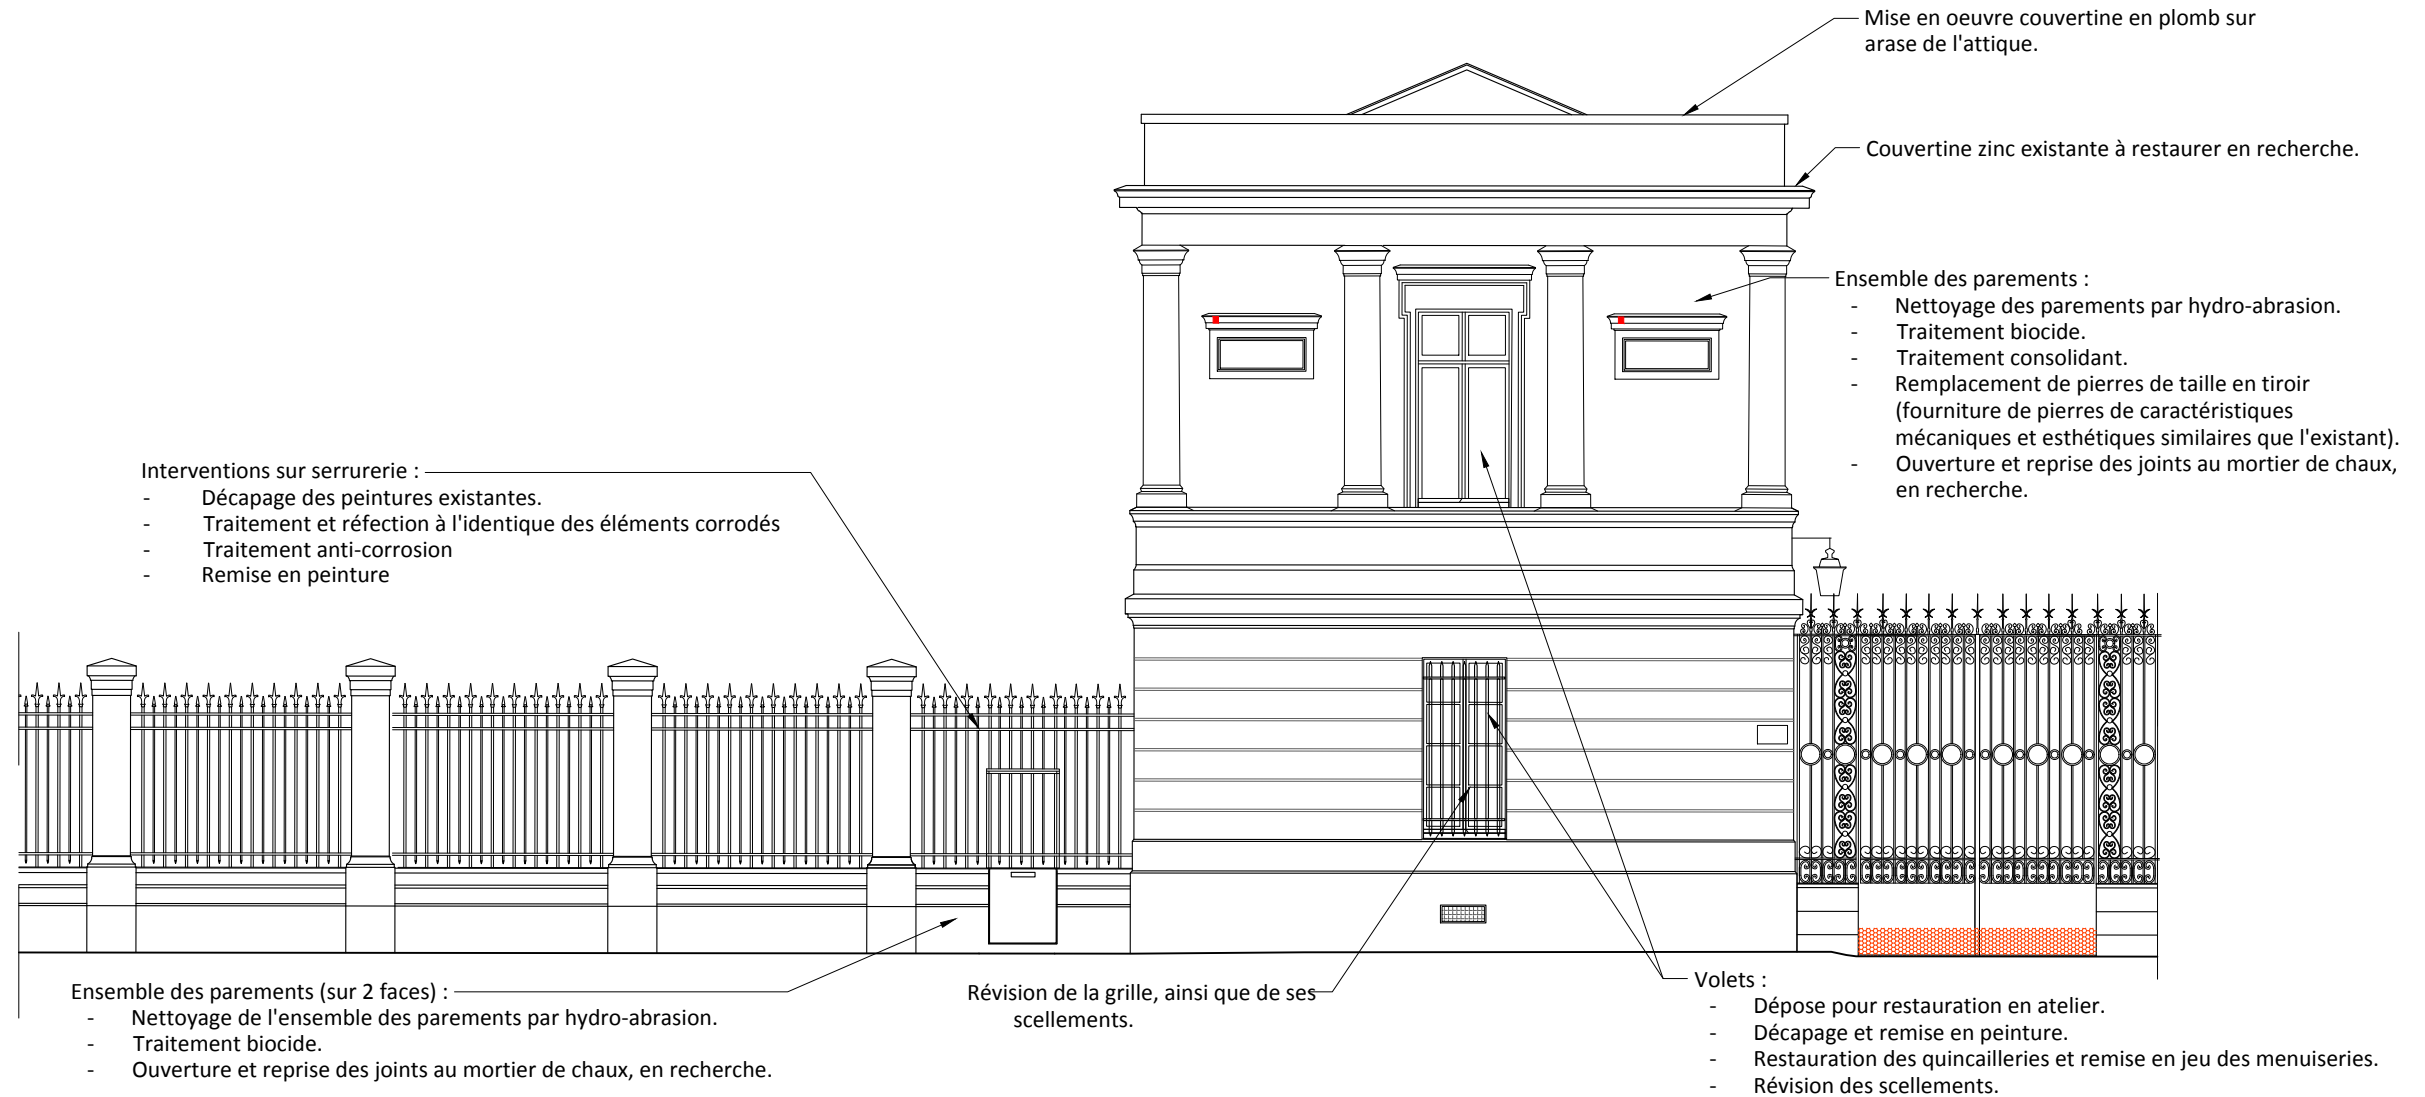 Mise en oeuvre couvertine en plomb sur
arase de l'attique.
Couvertine zinc existante à restaurer en recherche.
Ensemble des parements :
- Nettoyage des parements par hydro-abrasion.
- Traitement biocide.
- Traitement consolidant.
- Remplacement de pierres de taille en tiroir
(fourniture de pierres de caractéristiques
mécaniques et esthétiques similaires que l'existant).
- Ouverture et reprise des joints au mortier de chaux,
en recherche.
Interventions sur serrurerie :
- Décapage des peintures existantes.
- Traitement et réfection à l'identique des éléments corrodés
- Traitement anti-corrosion
- Remise en peinture
Ensemble des parements (sur 2 faces) :
- Nettoyage de l'ensemble des parements par hydro-abrasion.
- Traitement biocide.
- Ouverture et reprise des joints au mortier de chaux, en recherche.
Révision de la grille, ainsi que de ses
scellements.
Volets :
- Dépose pour restauration en atelier.
- Décapage et remise en peinture.
- Restauration des quincailleries et remise en jeu des menuiseries.
- Révision des scellements.